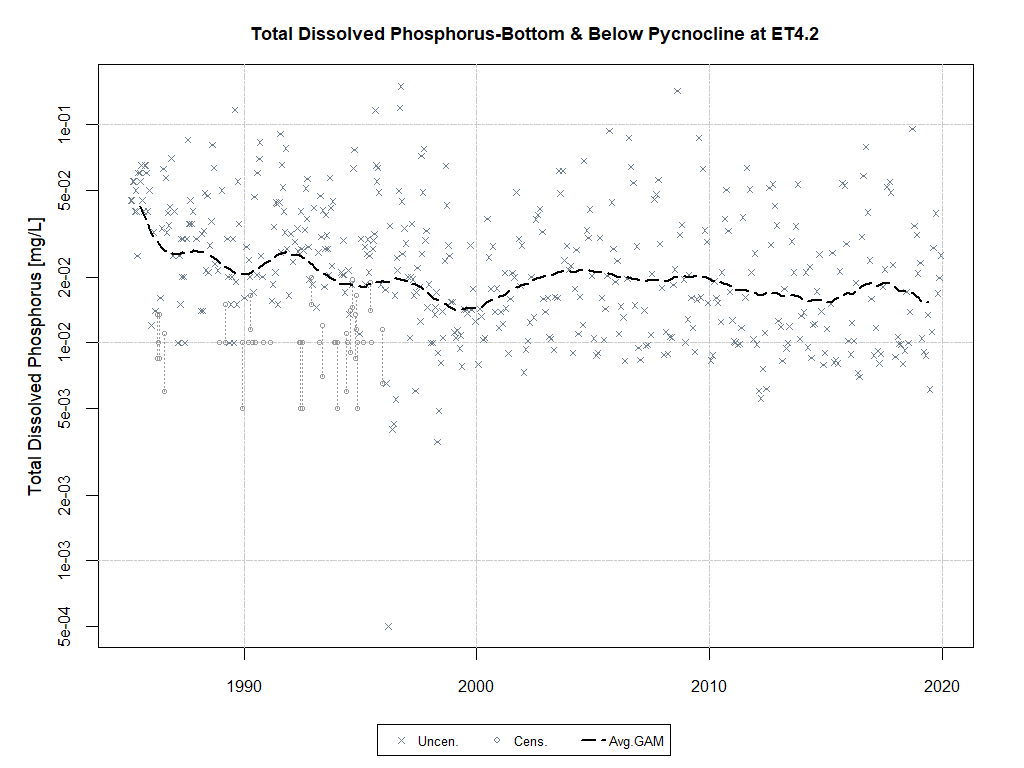 Total Dissolved Phosphorus-Bottom & Below Pycnocline at ET4.2
Total Dissolved Phosphorus [mg/L]
1e-01
5e-02
2e-02
1e-02
5e-03
2e-03
1e-03
5e-04
1990 2000 2010 2020
Uncen. Cens. Avg.GAM